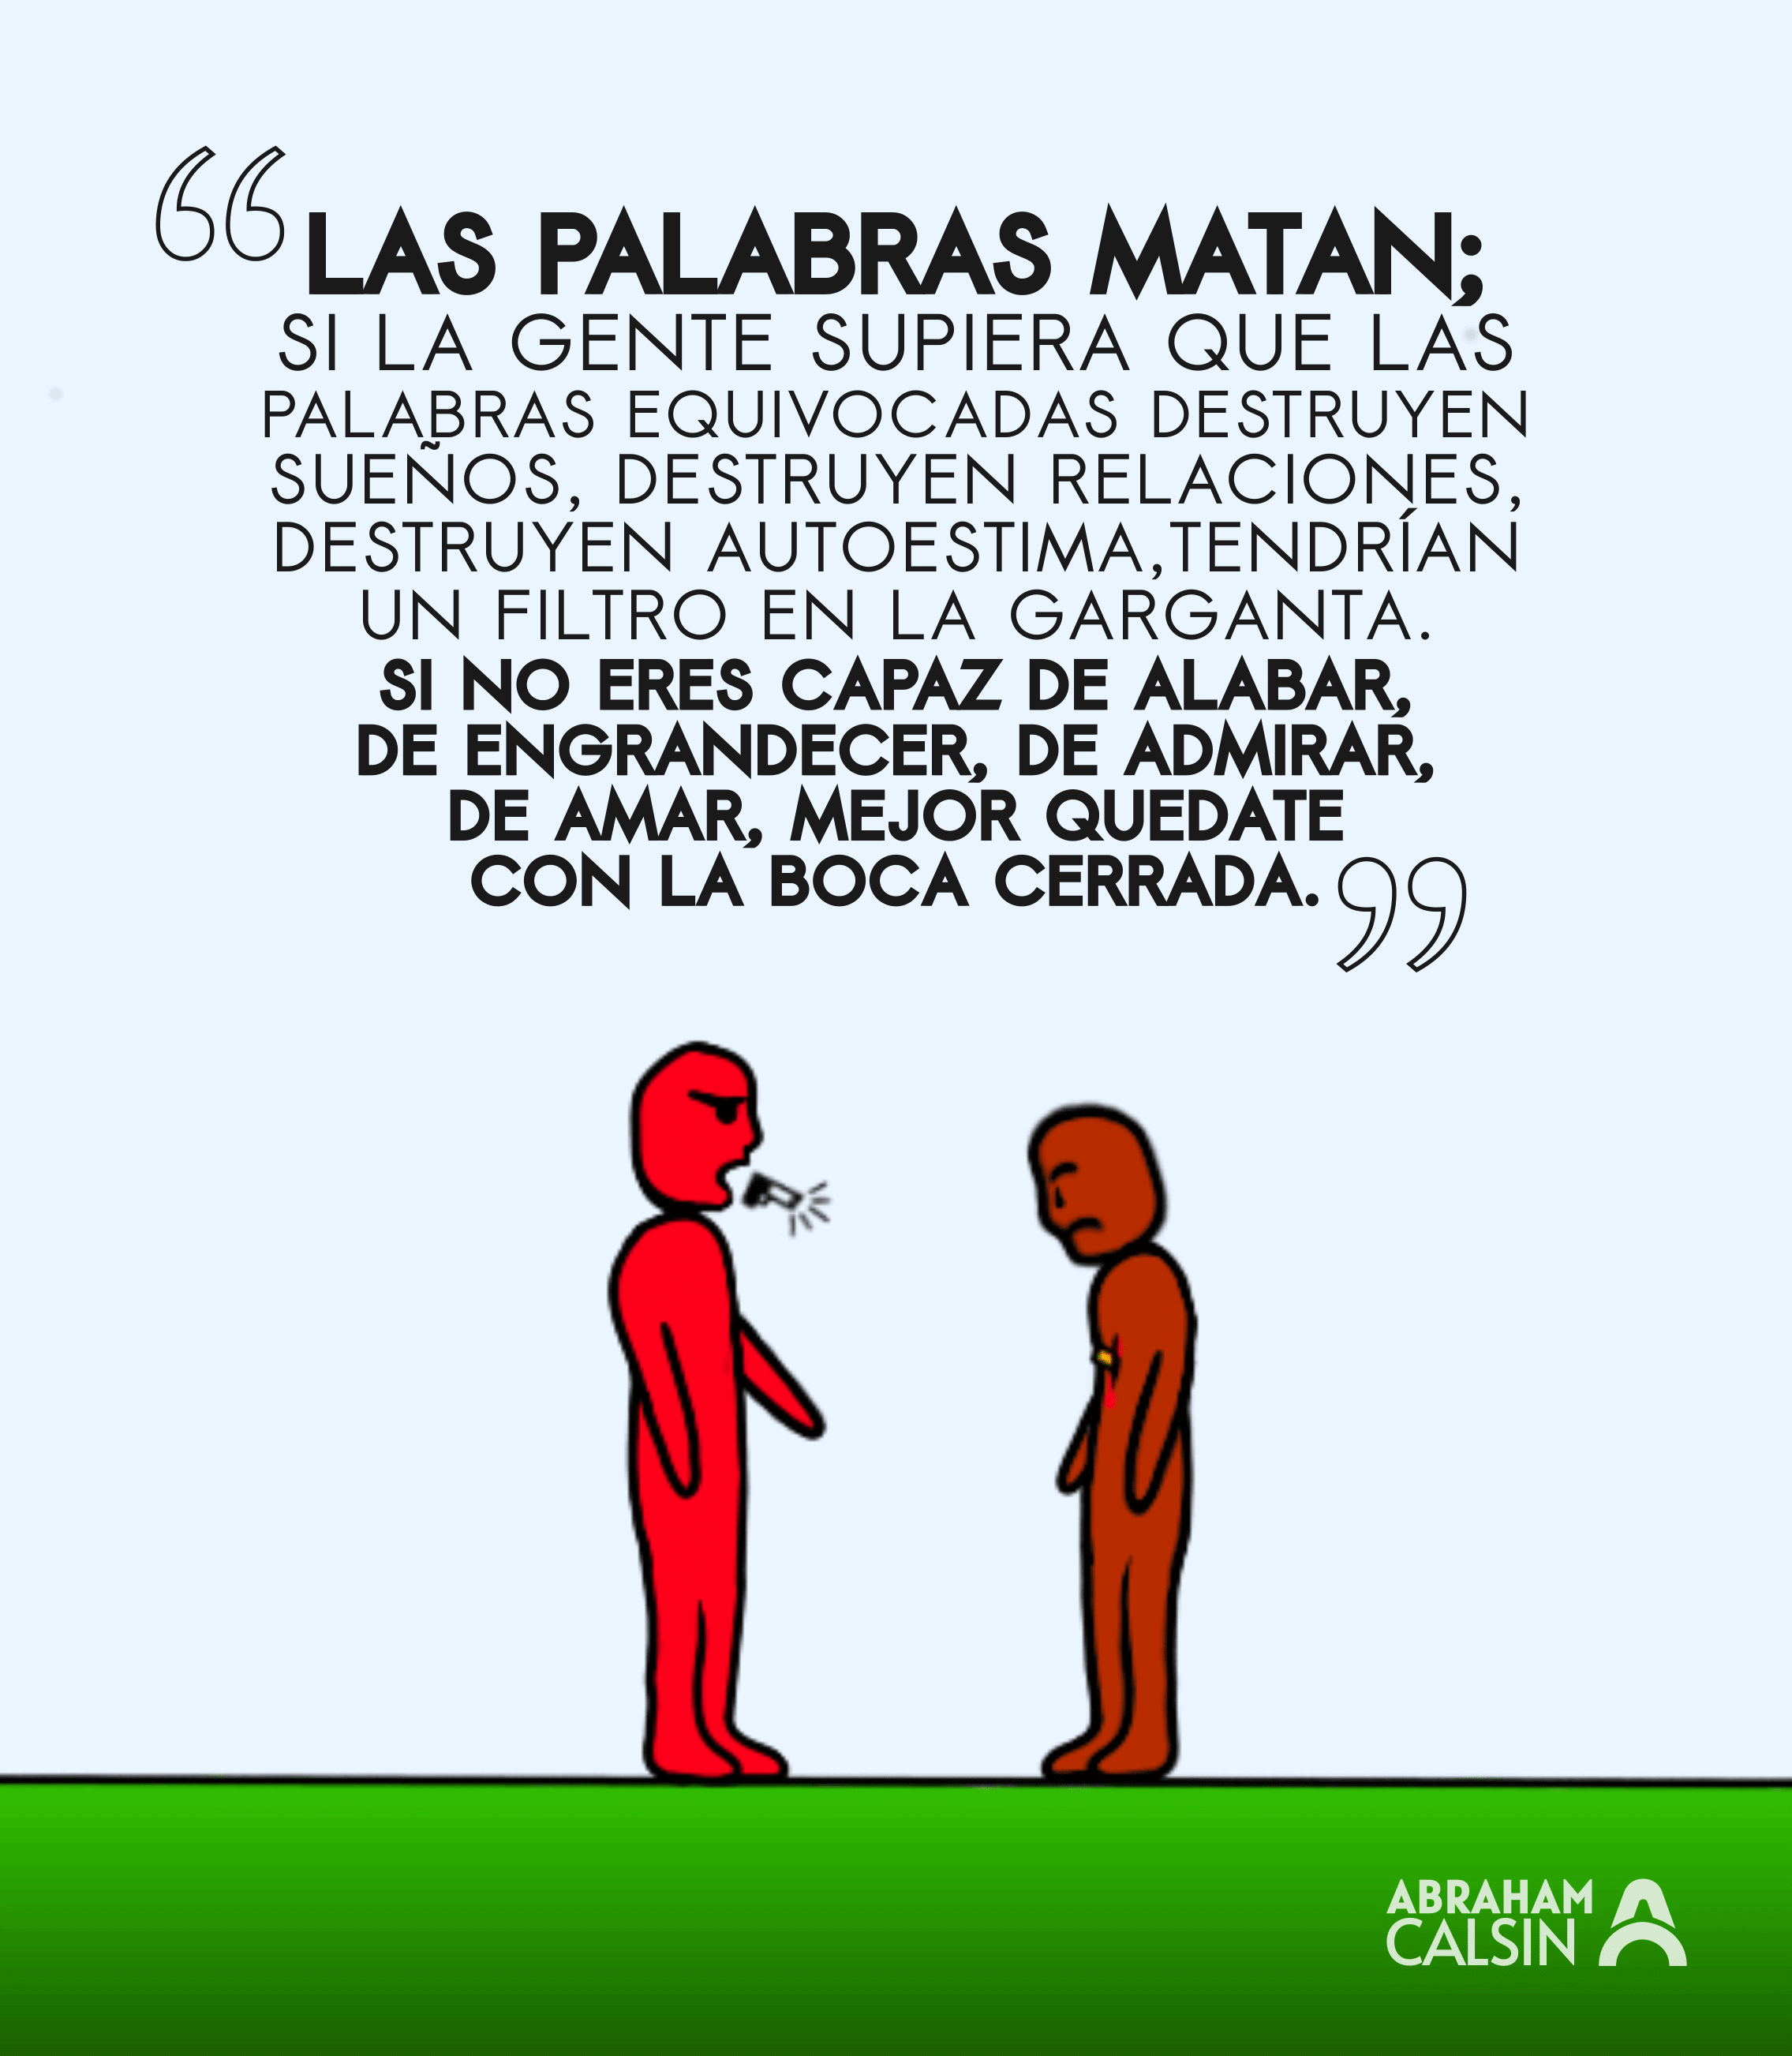 “LAS PALABRAS MATAN;
SI LA GENTE SUPIERA QUE LAS
PALABRAS EQUIVOCADAS DESTRUYEN
SUEÑOS, DESTRUYEN RELACIONES,
DESTRUYEN AUTOESTIMA,TENDRÍAN
UN FILTRO EN LA GARGANTA.
SI NO ERES CAPAZ DE ALABAR,
DE ENGRANDECER, DE ADMIRAR,
DE AMAR, MEJOR QUEDATE
CON LA BOCA CERRADA.”
ABRAHAM
CALSIN